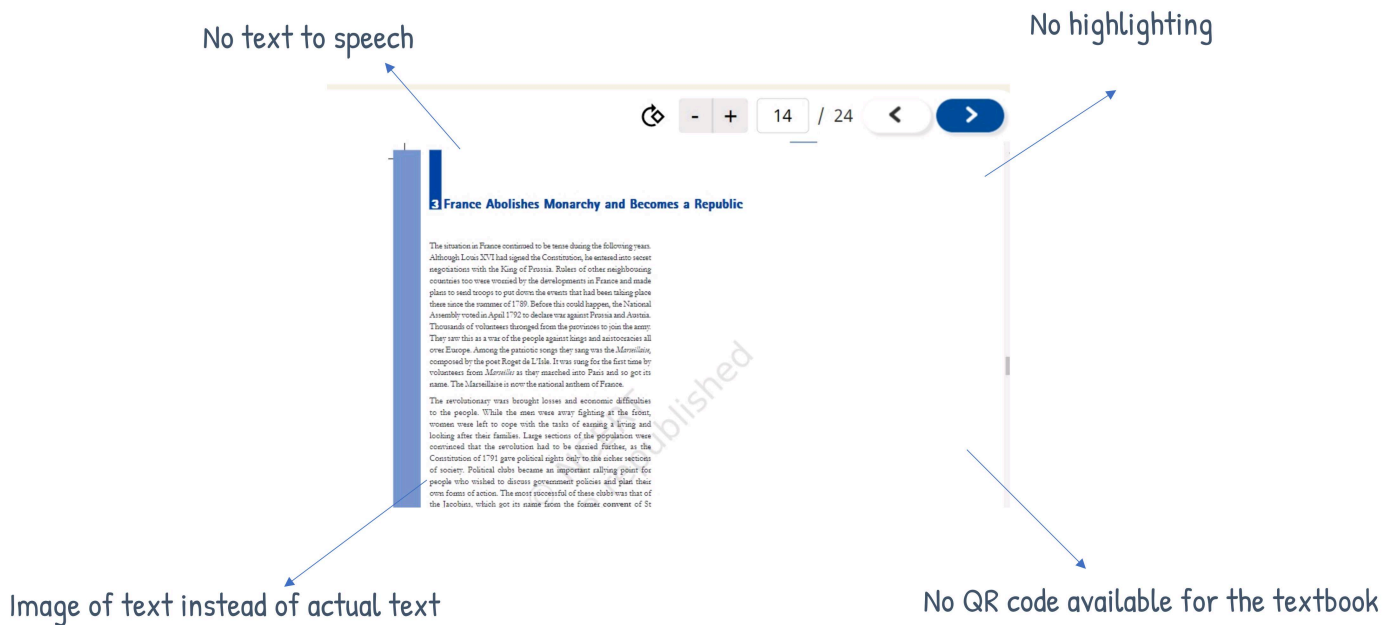 No text to speech
No highlighting
- + 14 / 24
3 France Abolishes Monarchy and Becomes a Republic
The situation in France continued to be tense during the following years.
Although Louis XVI had signed the Constitution, he entered into secret
negotiations with the King of Prussia. Rulers of other neighbouring
countries too were worried by the developments in France and made
plans to send troops to put down the events that had been taking place
there since the summer of 1789. Before this could happen, the National
Assembly voted in April 1792 to declare war against Prussia and Austria.
Thousands of volunteers thronged from the provinces to join the army.
They saw this as a war of the people against kings and aristocracies all
over Europe. Among the patriotic songs they sang was the Marseillaise,
composed by the poet Roget de L'Isle. It was sung for the first time by
volunteers from Marseilles as they marched into Paris and so got its
name. The Marseillaise is now the national anthem of France.
The revolutionary wars brought losses and economic difficulties
to the people. While the men were away fighting at the front,
women were left to cope with the tasks of earning a living and
looking after their families. Large sections of the population were
convinced that the revolution had to be carried further, as the
Constitution of 1791 gave political rights only to the richer sections
of society. Political clubs became an important rallying point for
people who wished to discuss government policies and plan their
own forms of action. The most successful of these clubs was that of
the Jacobins, which got its name from the former convent of St
Image of text instead of actual text
No QR code available for the textbook